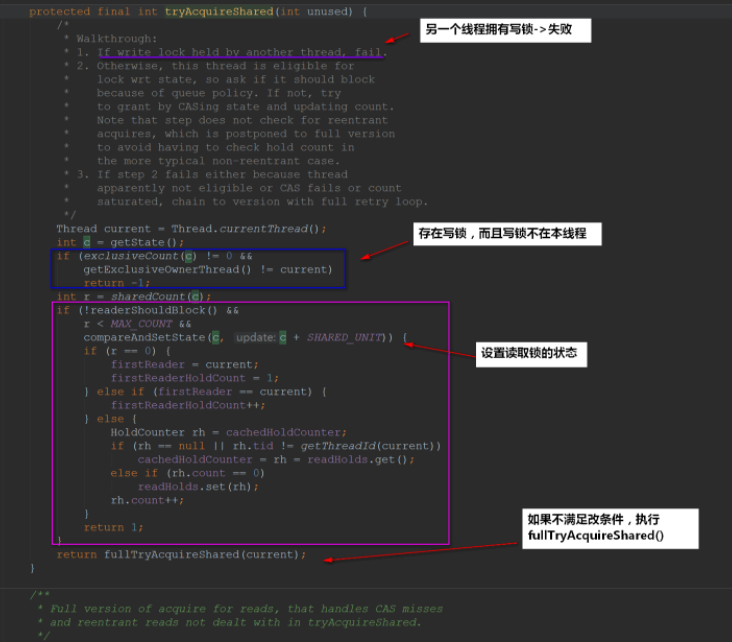 protected final int tryAcquireShared(int unused) {
另一个线程拥有写锁->失败
/*
* Walkthrough:
* 1. If write lock held by another thread, fail.
* 2. Otherwise, this thread is eligible for
* lock wrt state, so ask if it should block
* because of queue policy. If not, try
* to grant by CASing state and updating count.
* Note that step does not check for reentrant
* acquires, which is postponed to full version
* to avoid having to check hold count in
* the more typical non-reentrant case.
* 3. If step 2 fails either because thread
* apparently not eligible or CAS fails or count
* saturated, chain to version with full retry loop.
*/
Thread current = Thread.currentThread();
int c = getState();
存在写锁，而且写锁不在本线程
if (exclusiveCount(c) != 0 &&
getExclusiveOwnerThread() != current)
return -1;
int r = sharedCount(c);
if (!readerShouldBlock() &&
r < MAX_COUNT &&
compareAndSetState(c, update: c + SHARED_UNIT)) {
设置读取锁的状态
if (r == 0) {
firstReader = current;
firstReaderHoldCount = 1;
} else if (firstReader == current) {
firstReaderHoldCount++;
} else {
HoldCounter rh = cachedHoldCounter;
if (rh == null || rh.tid != getThreadId(current))
cachedHoldCounter = rh = readHolds.get();
else if (rh.count == 0)
readHolds.set(rh);
rh.count++;
}
return 1;
}
如果不满足改条件，执行
fullTryAcquireShared()
return fullTryAcquireShared(current);
}
/**
* Full version of acquire for reads, that handles CAS misses
* and reentrant reads not dealt with in tryAcquireShared.
*/